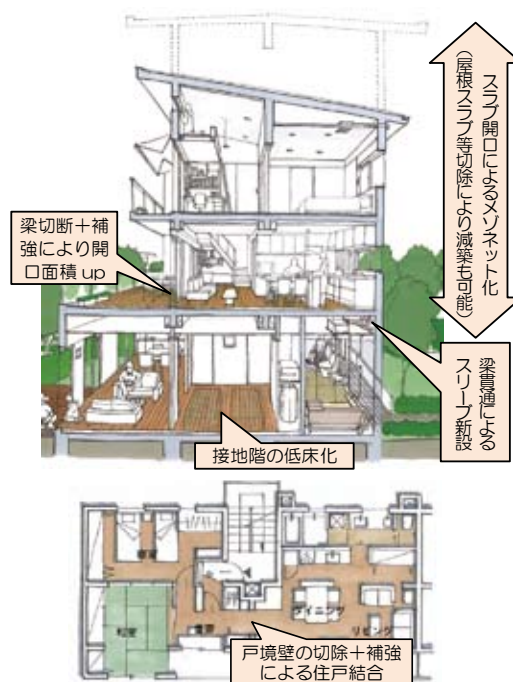 スラブ開口によるメゾネット化
(屋根スラブ等切除により減築も可能)
梁切断+補
強により開
口面積 up
梁貫通による
スリーブ新設
接地階の低床化
和室
ダイニング
リビング
戸境壁の切除+補強
による住戸結合